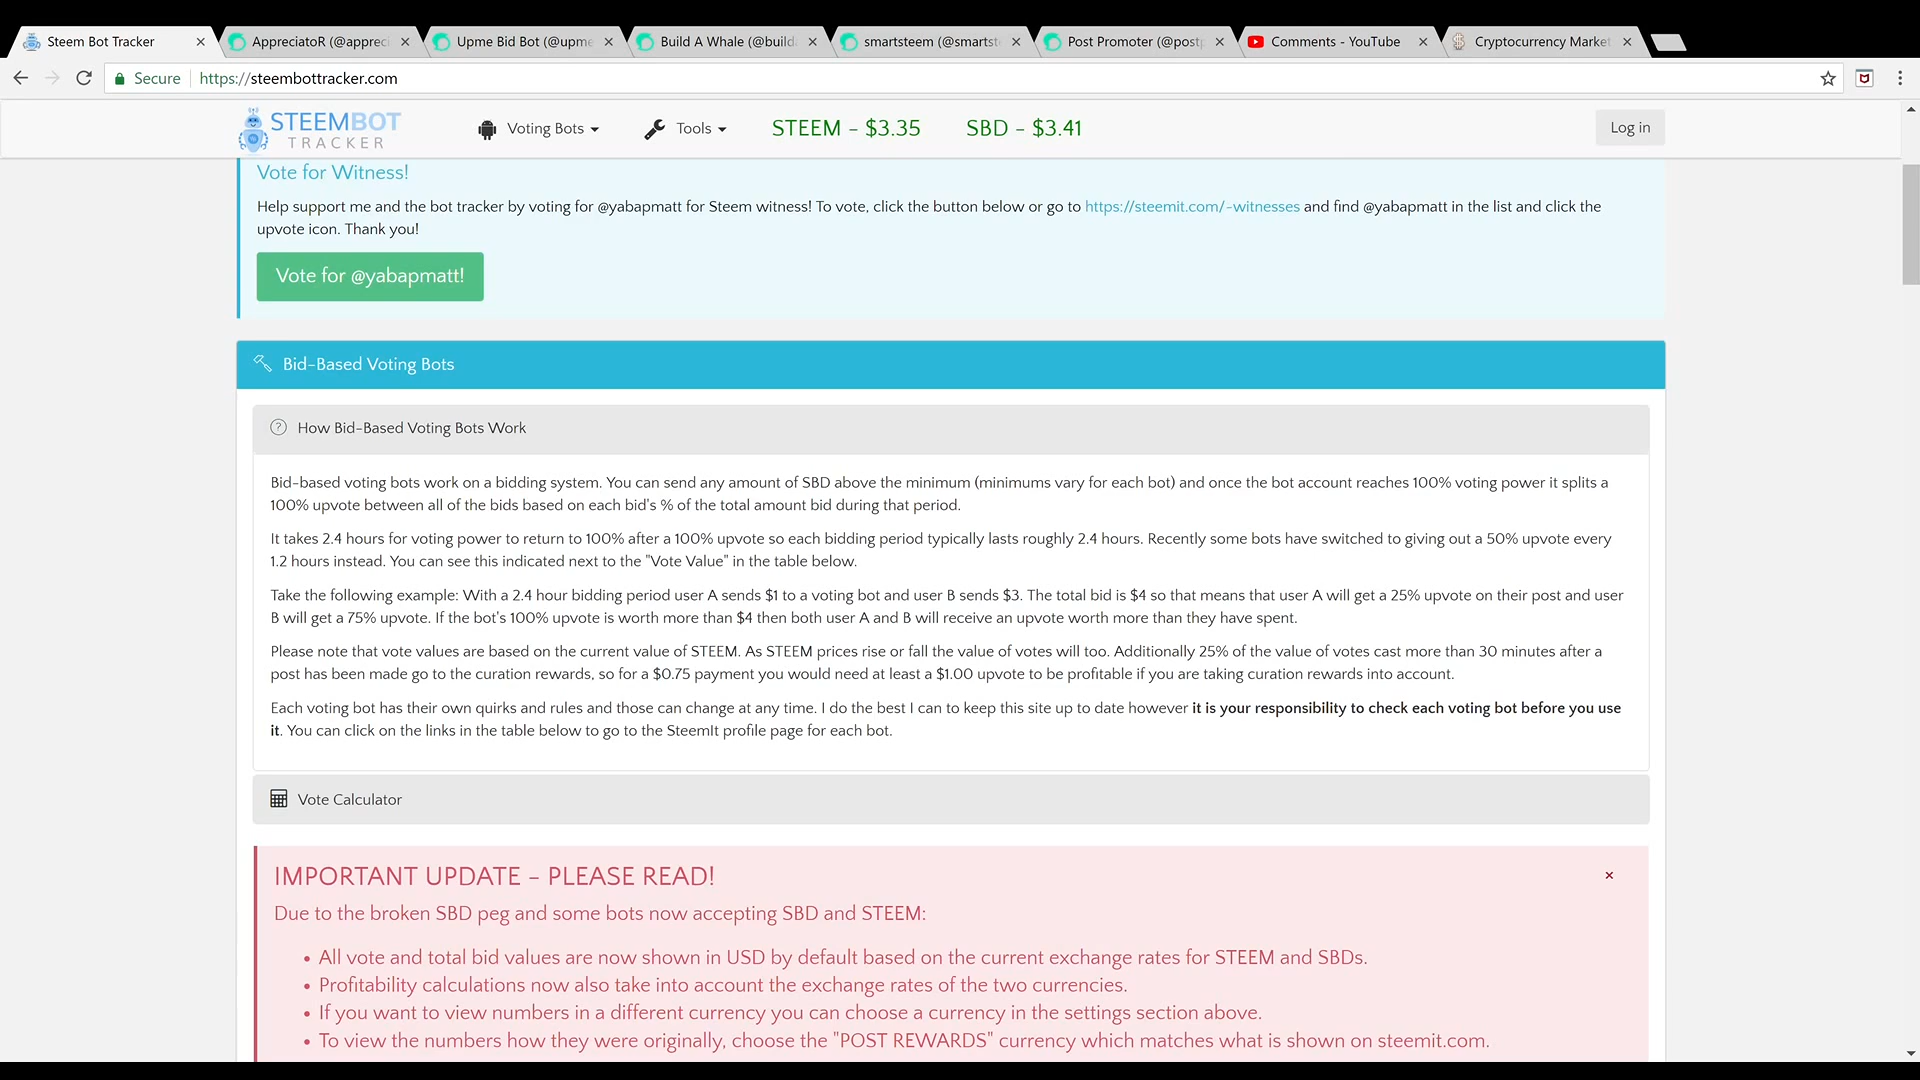 Steem Bot Tracker
AppreciatoR (@appreci
Upme Bid Bot (@upme
Build A Whale (@build
smartsteem (@smartst
Post Promoter (@postp
Comments - YouTube
Cryptocurrency Market
Secure
https://steembottracker.com
STEEMBOT
TRACKER
Voting Bots
Tools
STEEM - $3.35
SBD - $3.41
Log in
Vote for Witness!
Help support me and the bot tracker by voting for @yabapmatt for Steem witness! To vote, click the button below or go to https://steemit.com/~witnesses and find @yabapmatt in the list and click the
upvote icon. Thank you!
Vote for @yabapmatt!
Bid-Based Voting Bots
How Bid-Based Voting Bots Work
Bid-based voting bots work on a bidding system. You can send any amount of SBD above the minimum (minimums vary for each bot) and once the bot account reaches 100% voting power it splits a
100% upvote between all of the bids based on each bid's % of the total amount bid during that period.
It takes 2.4 hours for voting power to return to 100% after a 100% upvote so each bidding period typically lasts roughly 2.4 hours. Recently some bots have switched to giving out a 50% upvote every
1.2 hours instead. You can see this indicated next to the "Vote Value" in the table below.
Take the following example: With a 2.4 hour bidding period user A sends $1 to a voting bot and user B sends $3. The total bid is $4 so that means that user A will get a 25% upvote on their post and user
B will get a 75% upvote. If the bot's 100% upvote is worth more than $4 then both user A and B will receive an upvote worth more than they have spent.
Please note that vote values are based on the current value of STEEM. As STEEM prices rise or fall the value of votes will too. Additionally 25% of the value of votes cast more than 30 minutes after a
post has been made go to the curation rewards, so for a $0.75 payment you would need at least a $1.00 upvote to be profitable if you are taking curation rewards into account.
Each voting bot has their own quirks and rules and those can change at any time. I do the best I can to keep this site up to date however it is your responsibility to check each voting bot before you use
it. You can click on the links in the table below to go to the SteemIt profile page for each bot.
Vote Calculator
IMPORTANT UPDATE - PLEASE READ!
Due to the broken SBD peg and some bots now accepting SBD and STEEM:
• All vote and total bid values are now shown in USD by default based on the current exchange rates for STEEM and SBDs.
• Profitability calculations now also take into account the exchange rates of the two currencies.
• If you want to view numbers in a different currency you can choose a currency in the settings section above.
• To view the numbers how they were originally, choose the "POST REWARDS" currency which matches what is shown on steemit.com.